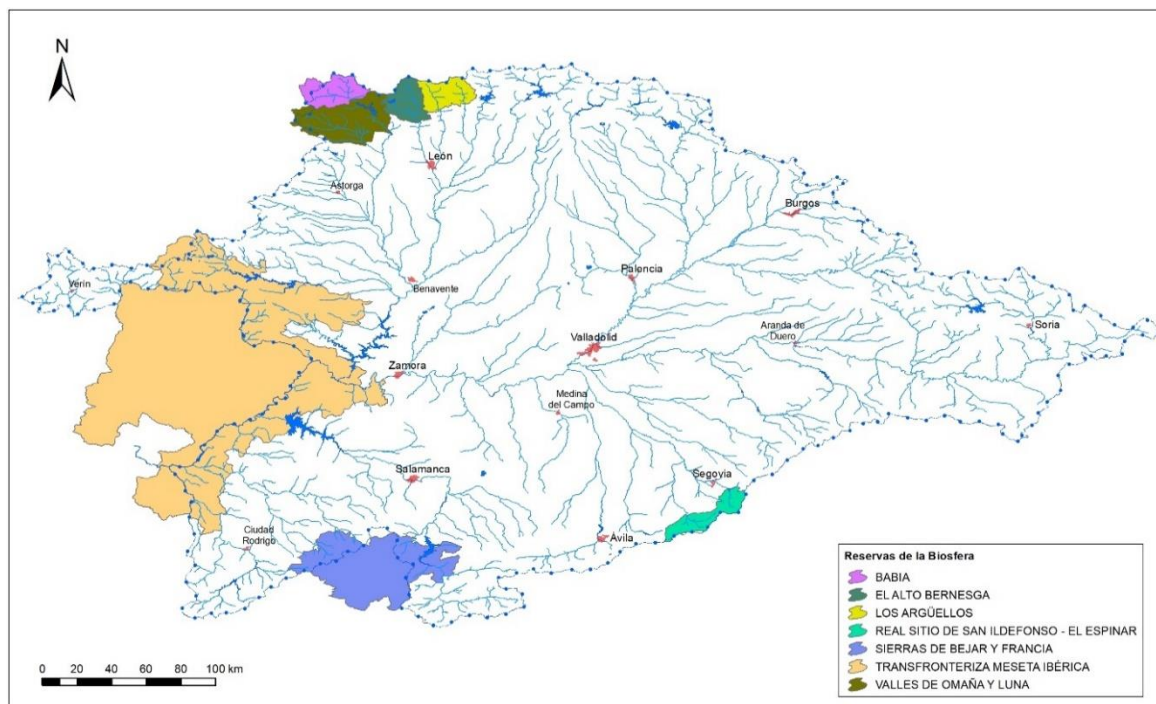 N
León
Astorga
Burgos
Verín
Benavente
Palencia
Soria
Aranda de
Duero
Valladolid
Zamora
Medina
del Campo
Salamanca
Segovia
Ciudad
Rodrigo
Ávila
0 20 40 60 80 100 km
Reservas de la Biosfera
BABIA
EL ALTO BERNESGA
LOS ARGÜELLOS
REAL SITIO DE SAN ILDEFONSO - EL ESPINAR
SIERRAS DE BEJAR Y FRANCIA
TRANSFRONTERIZA MESETA IBÉRICA
VALLES DE OMAÑA Y LUNA